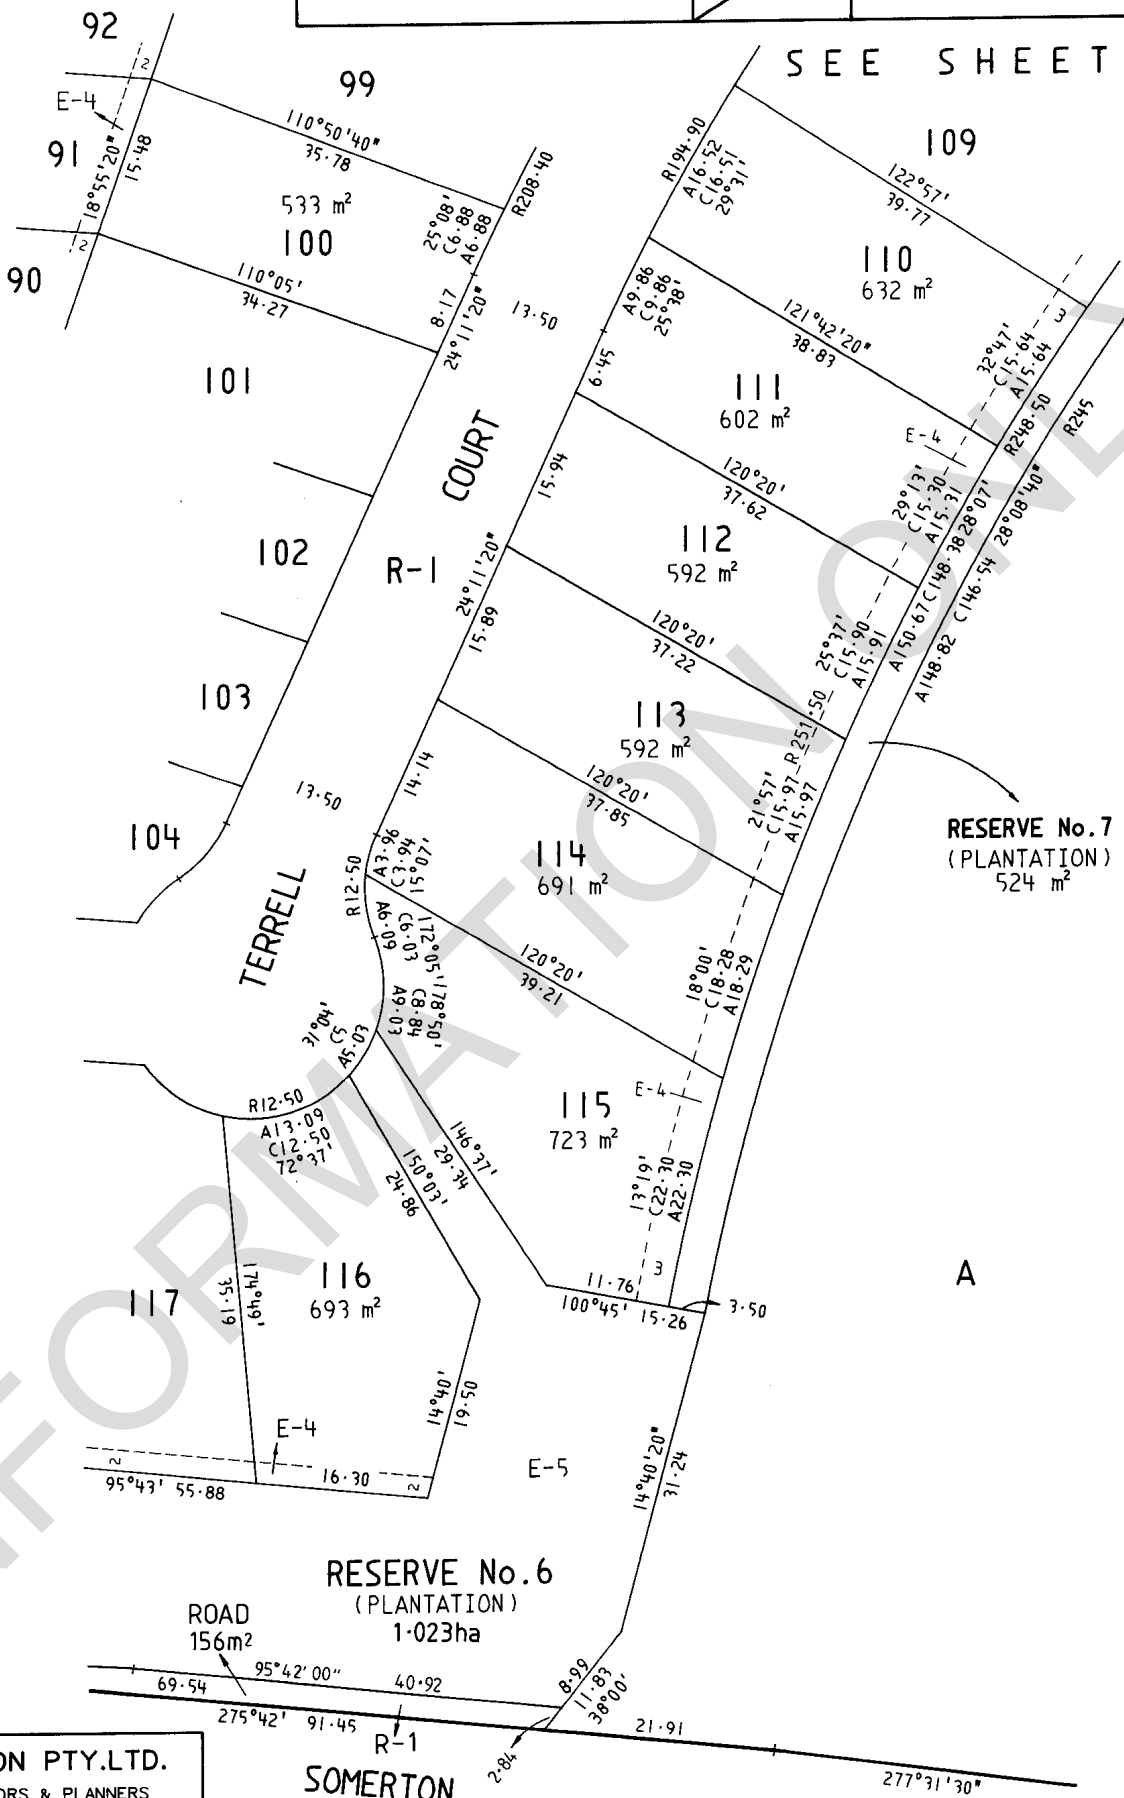 92
SEE SHEET
2
99
E-4
91
18°55'20"
15·48
110°50'40"
35·78
533 m²
100
25°08'
C6·88
A6·88
R208·40
R194·90
A16·52
C16·51
29°31'
109
122°57'
39·77
90
2
110°05'
34·27
8·17
24°11'20"
13·50
A9·86
C9·86
25°38'
6·45
110
632 m²
121°42'20"
38·83
32°47'
C15·64
A15·64
3
R248·50
R245
101
COURT
15·94
111
602 m²
E-4
120°20'
37·62
29°13'
C15·30
A15·31
102
R-1
24°11'20"
15·89
112
592 m²
120°20'
37·22
25°37'
C15·90
A15·91
A150·67 C148·38 28°07'
A148·82 C146·54 28°08'40"
103
13·50
14·14
113
592 m²
R 251·50
120°20'
37·85
21°57'
C15·97
A15·97
RESERVE No.7
(PLANTATION)
524 m²
104
TERRELL
R12·50
A3·96
C3·94
15°07'
114
691 m²
A6·09
C6·03
172°05'
120°20'
39·21
18°00'
C18·28
A18·29
178°50'
C8·84
A9·03
31°04'
C5
A5·03
R12·50
A13·09
C12·50
72°37'
E-4
115
723 m²
146°37'
29·34
150°03'
24·86
13°19'
C22·30
A22·30
3
11·76
100°45' 15·26
3·50
A
117
174°49'
35·19
116
693 m²
14°40'
19·50
E-4
2
16·30
2
95°43' 55·88
E-5
14°40'20"
31·24
RESERVE No.6
(PLANTATION)
1·023ha
ROAD
156m²
95°42'00"
69·54
40·92
8·99
11·83
38°00'
275°42' 91·45
R-1
2·84
21·91
277°31'30"
SOMERTON
ON PTY.LTD.
ORS & PLANNERS
NFORMATION ONLY